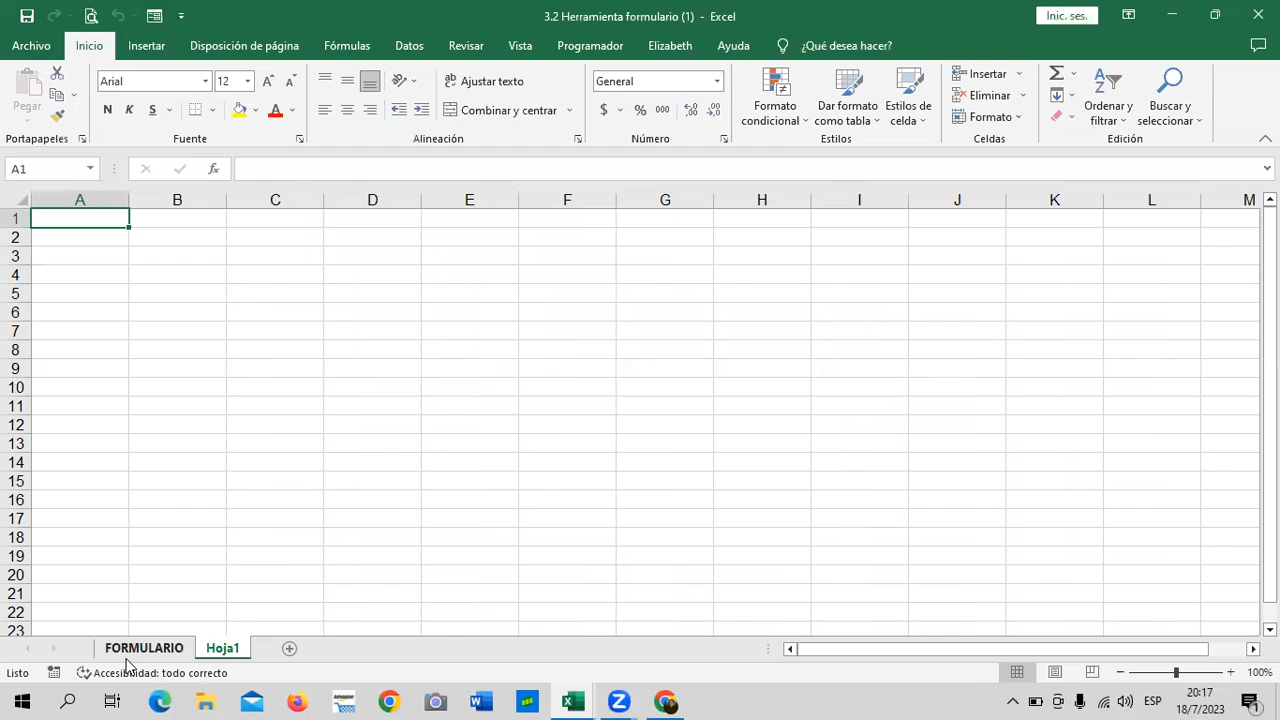 3.2 Herramienta formulario (1) - Excel
Inic. ses.
Archivo Inicio Insertar Disposición de página Fórmulas Datos Revisar Vista Programador Elizabeth Ayuda ¿Qué desea hacer?
Pegar
Portapapeles
Arial 12
N K S
Fuente
Ajustar texto
Combinar y centrar
Alineación
General
$ % 000
Número
Formato condicional
Dar formato como tabla
Estilos de celda
Estilos
Insertar
Eliminar
Formato
Celdas
Ordenar y filtrar
Buscar y seleccionar
Edición
A1
fx
A B C D E F G H I J K L M
1
2
3
4
5
6
7
8
9
10
11
12
13
14
15
16
17
18
19
20
21
22
23
FORMULARIO Hoja1
Listo Accesibilidad: todo correcto 100%
ESP
20:17
18/7/2023
1